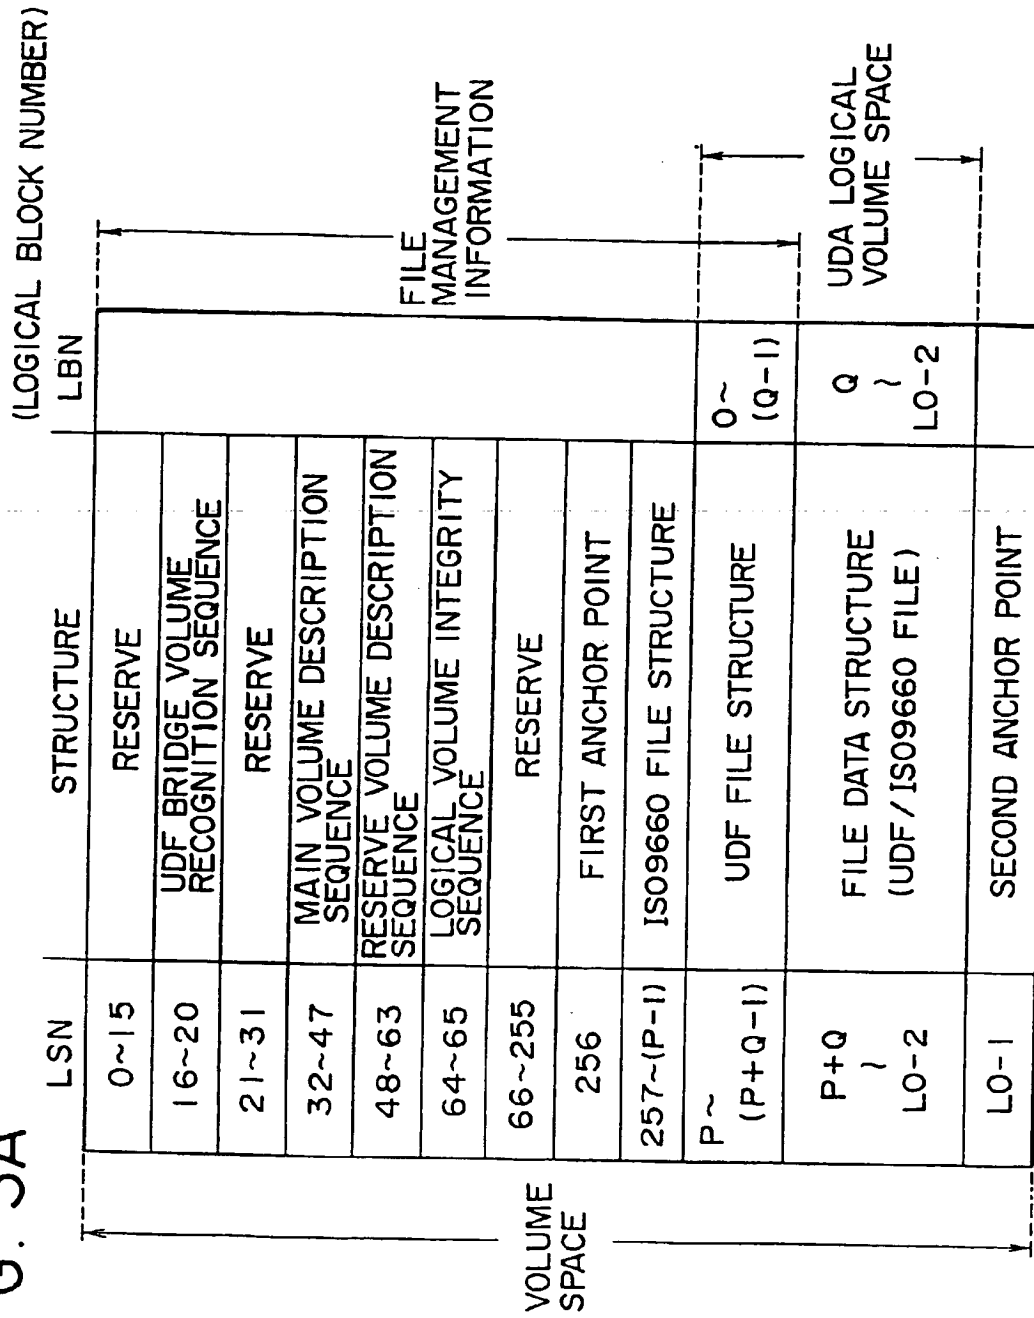 G. 5A
(LOGICAL BLOCK NUMBER)
LSN STRUCTURE LBN
0~15 RESERVE
16~20 UDF BRIDGE VOLUME
RECOGNITION SEQUENCE
21~31 RESERVE
32~47 MAIN VOLUME DESCRIPTION
SEQUENCE
48~63 RESERVE VOLUME DESCRIPTION
SEQUENCE
64~65 LOGICAL VOLUME INTEGRITY
SEQUENCE
66~255 RESERVE
256 FIRST ANCHOR POINT
257~(P-1) ISO9660 FILE STRUCTURE
P~
(P+Q-1)
UDF FILE STRUCTURE
0~
(Q-1)
P+Q
~
LO-2
FILE DATA STRUCTURE
(UDF/ISO9660 FILE)
Q
~
LO-2
LO-1 SECOND ANCHOR POINT
VOLUME
SPACE
FILE
MANAGEMENT
INFORMATION
UDA LOGICAL
VOLUME SPACE